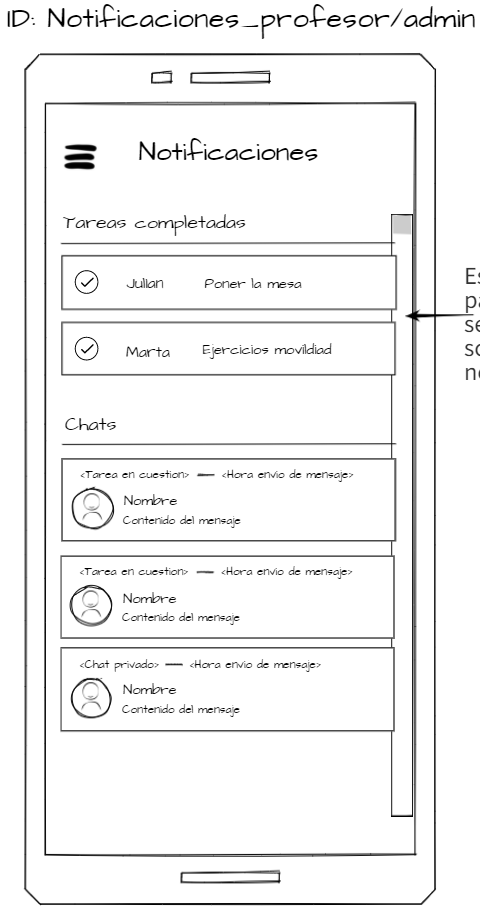 ID: Notificaciones_profesor/admin
Notificaciones
Tareas completadas
Julian Poner la mesa
Marta Ejercicios movildiad
Chats
<Tarea en cuestion> — <Hora envio de mensaje>
Nombre
Contenido del mensaje
<Tarea en cuestion> — <Hora envio de mensaje>
Nombre
Contenido del mensaje
<Chat privado> — <Hora envio de mensaje>
Nombre
Contenido del mensaje